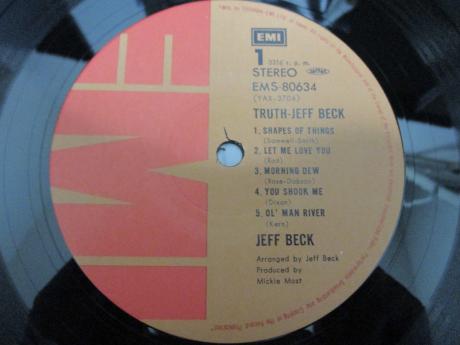 EMI
EMI
1 33⅓ r. p. m.
STEREO
EMS-80634
(YAX-3704)
TRUTH-JEFF BECK
1. SHAPES OF THINGS
(Samwell-Smith)
2. LET ME LOVE YOU
(Rod)
3. MORNING DEW
(Rose-Dobson)
4. YOU SHOOK ME
(Dixon)
5. OL' MAN RIVER
(Kern)
JEFF BECK
Arranged by Jeff Beck
Produced by
Mickie Most